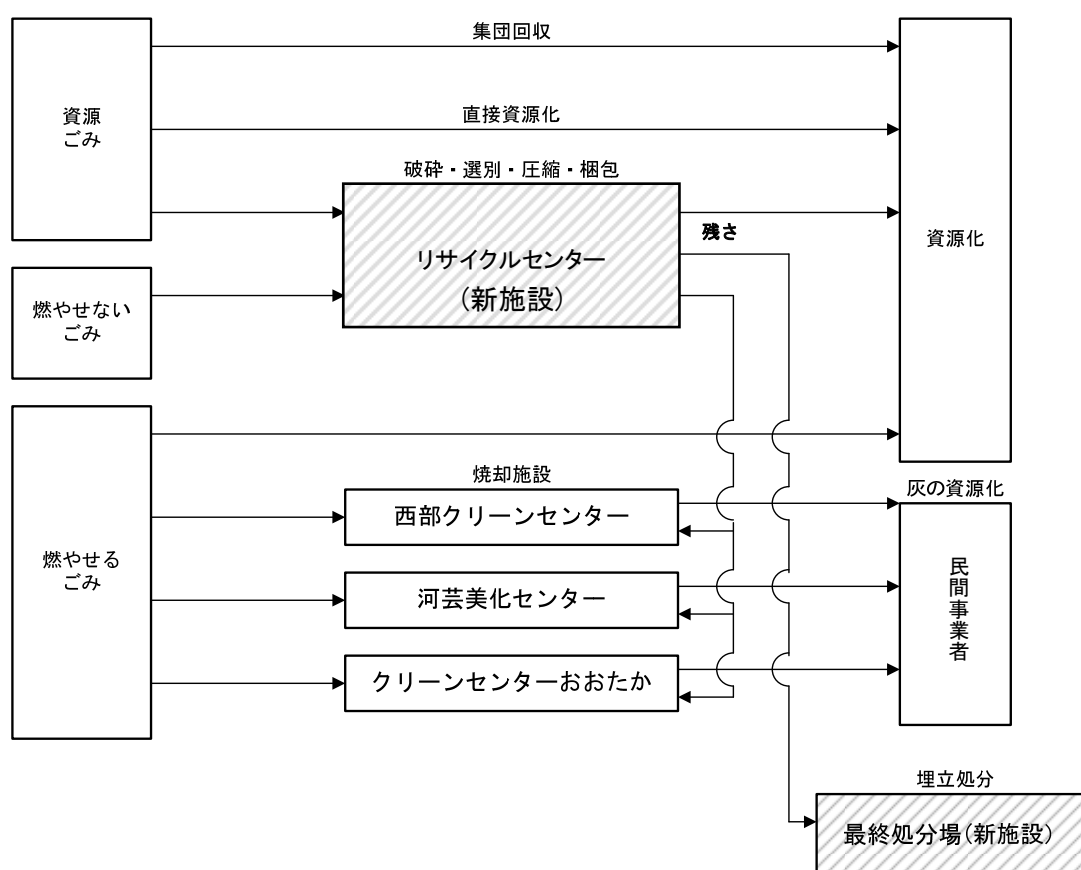 集団回収
資源
ごみ
直接資源化
破砕・選別・圧縮・梱包
残さ
リサイクルセンター
(新施設)
資源化
燃やせない
ごみ
焼却施設
灰の資源化
西部クリーンセンター
燃やせる
ごみ
河芸美化センター
民間事業者
クリーンセンターおおたか
埋立処分
最終処分場(新施設)